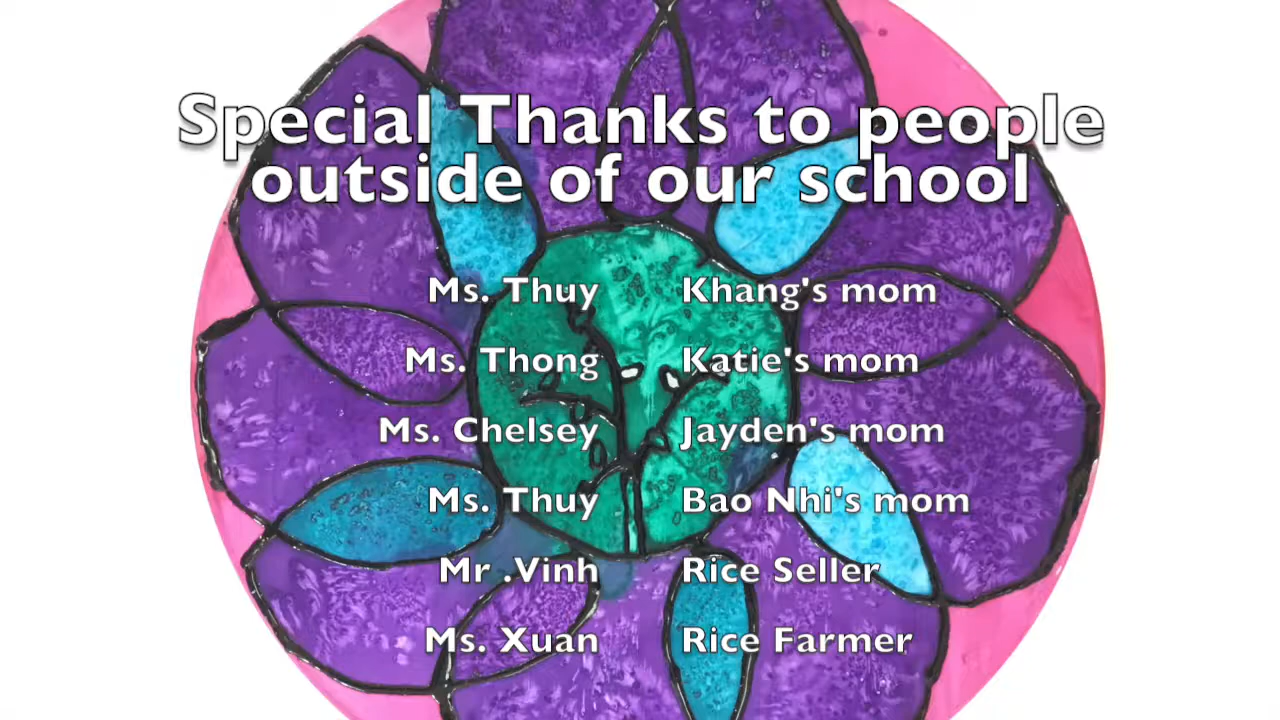 Special Thanks to people
outside of our school
Ms. Thuy Khang's mom
Ms. Thong Katie's mom
Ms. Chelsey Jayden's mom
Ms. Thuy Bao Nhi's mom
Mr .Vinh Rice Seller
Ms. Xuan Rice Farmer